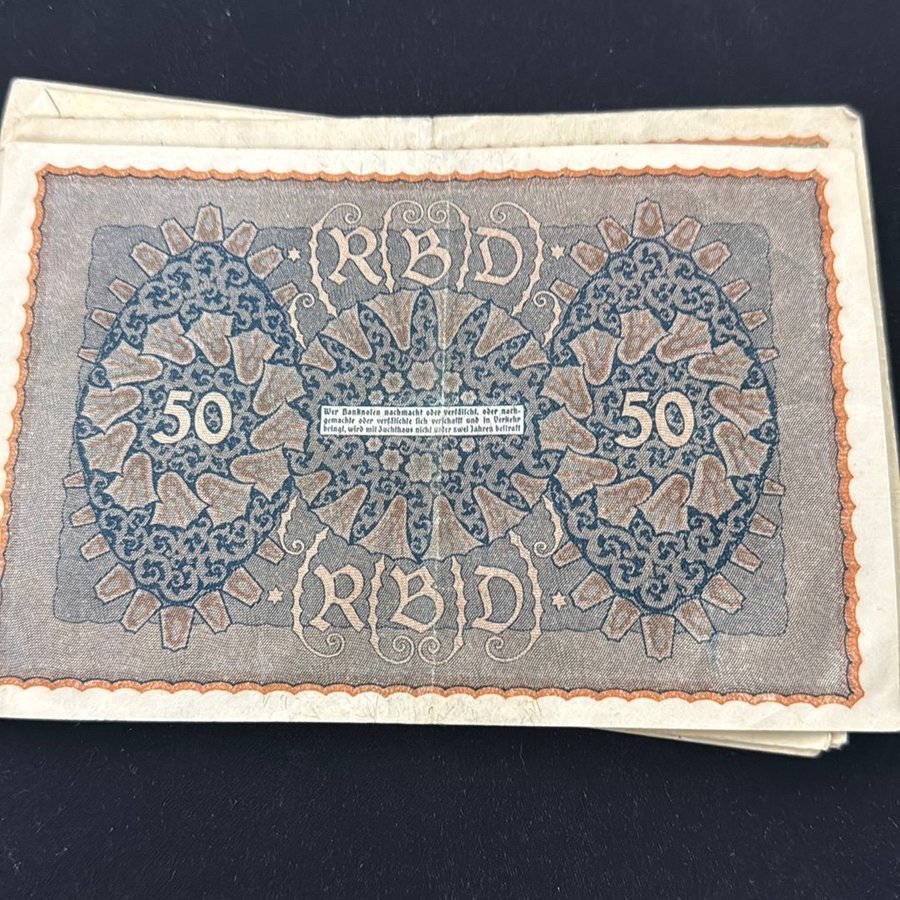 RBD
50
50
Wer Banknoten nachmacht oder verfälscht, oder nach-
gemachte oder verfälschte sich verschafft und in Verkehr
bringt, wird mit Zuchthaus nicht unter zwei Jahren bestraft
RBD